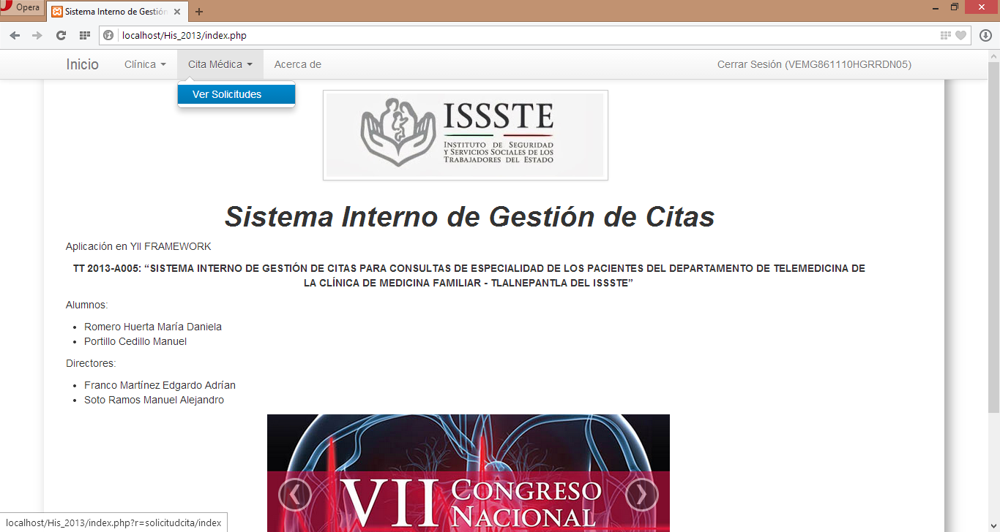 Opera
Sistema Interno de Gestión
localhost/His_2013/index.php
Inicio
Clínica
Cita Médica
Acerca de
Cerrar Sesión (VEMG861110HGRRDN05)
Ver Solicitudes
ISSSTE
INSTITUTO DE SEGURIDAD
Y SERVICIOS SOCIALES DE LOS
TRABAJADORES DEL ESTADO
Sistema Interno de Gestión de Citas
Aplicación en YII FRAMEWORK
TT 2013-A005: “SISTEMA INTERNO DE GESTIÓN DE CITAS PARA CONSULTAS DE ESPECIALIDAD DE LOS PACIENTES DEL DEPARTAMENTO DE TELEMEDICINA DE
LA CLÍNICA DE MEDICINA FAMILIAR - TLALNEPANTLA DEL ISSSTE”
Alumnos:
• Romero Huerta María Daniela
• Portillo Cedillo Manuel
Directores:
• Franco Martínez Edgardo Adrían
• Soto Ramos Manuel Alejandro
VII CONGRESO
NACIONAL
localhost/His_2013/index.php?r=solicitudcita/index